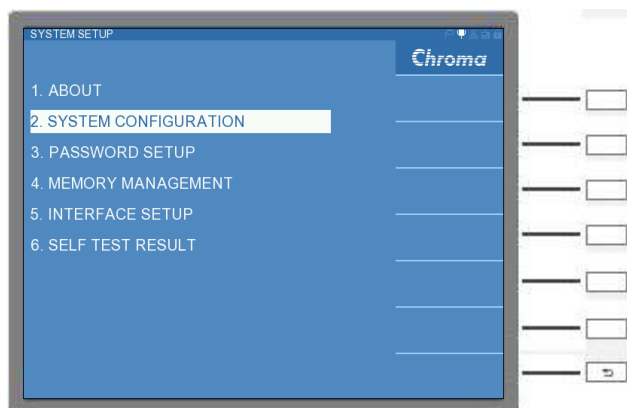 SYSTEM SETUP
Chroma
1. ABOUT
2. SYSTEM CONFIGURATION
3. PASSWORD SETUP
4. MEMORY MANAGEMENT
5. INTERFACE SETUP
6. SELF TEST RESULT